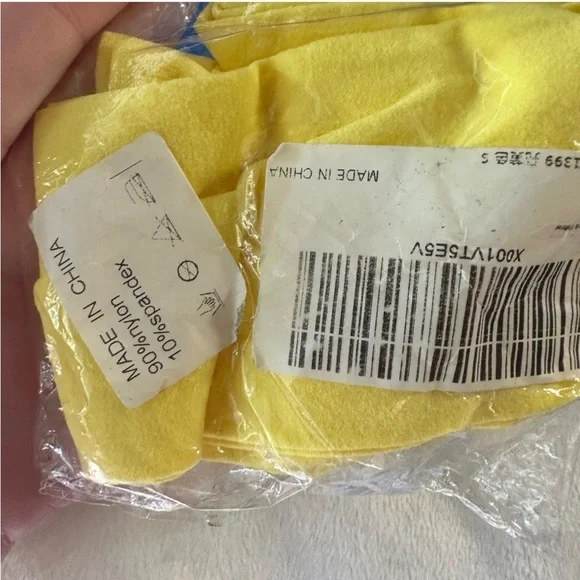 MADE IN CHINA
90%nylon
10%spandex
X001VT5E5V
MADE IN CHINA